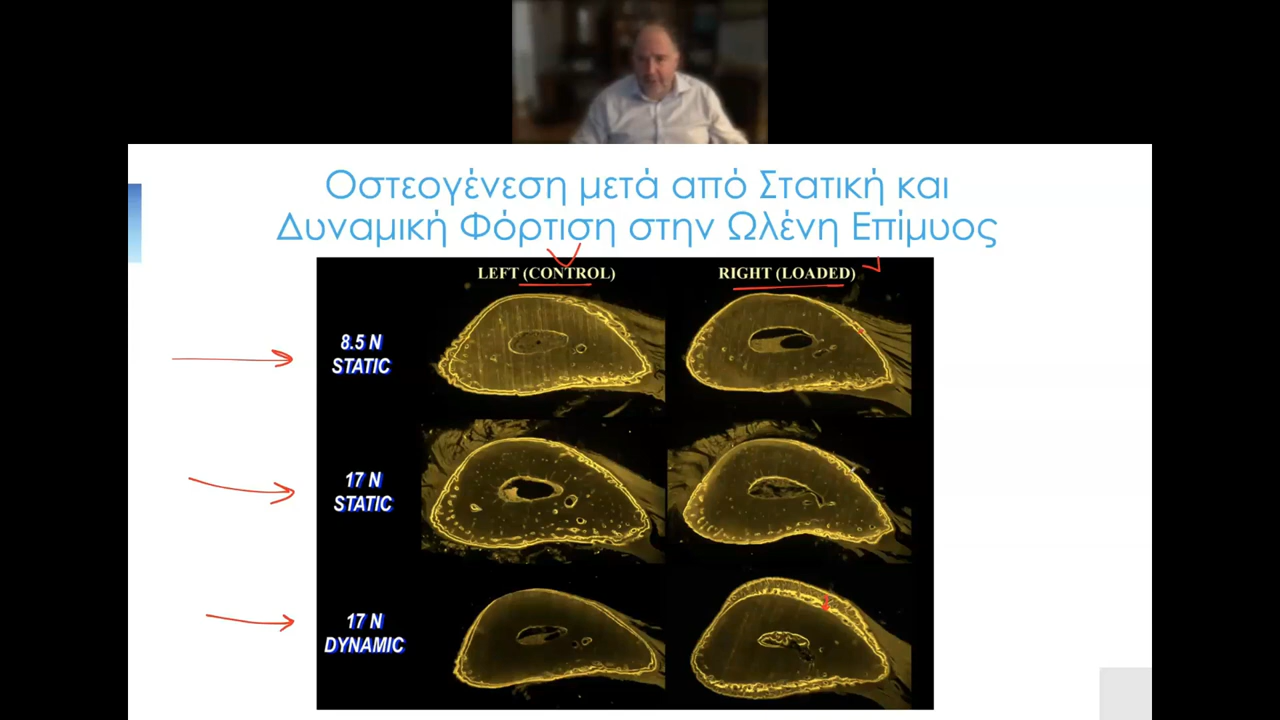 Οστεογένεση μετά από Στατική και
Δυναμική Φόρτιση στην Ωλένη Επίμυος
LEFT (CONTROL)
RIGHT (LOADED)
8.5 N
STATIC
17 N
STATIC
17 N
DYNAMIC